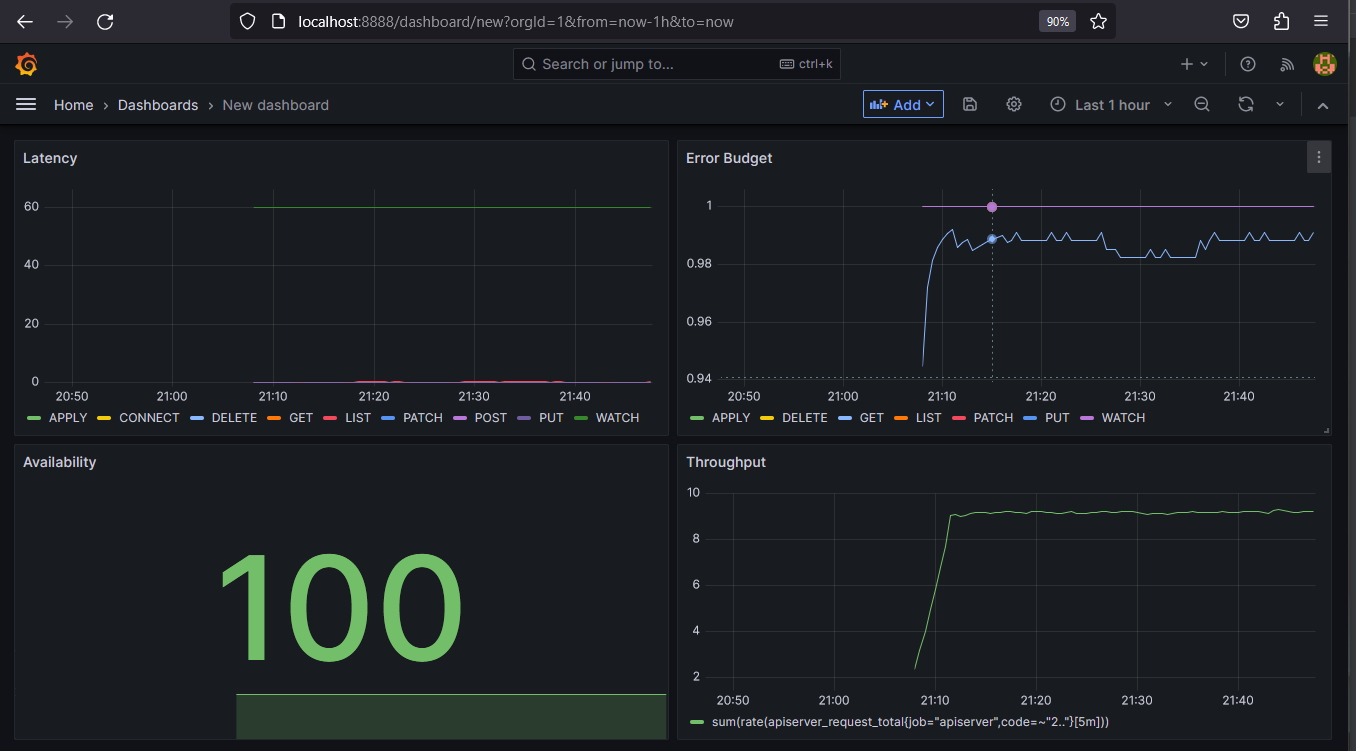 localhost:8888/dashboard/new?orgId=1&from=now-1h&to=now
90%
Search or jump to...
ctrl+k
Home › Dashboards › New dashboard
Add
Last 1 hour
Latency
60
40
20
0
20:50 21:00 21:10 21:20 21:30 21:40
APPLY CONNECT DELETE GET LIST PATCH POST PUT WATCH
Error Budget
1
0.98
0.96
0.94
20:50 21:00 21:10 21:20 21:30 21:40
APPLY DELETE GET LIST PATCH PUT WATCH
Availability
100
Throughput
10
8
6
4
2
20:50 21:00 21:10 21:20 21:30 21:40
sum(rate(apiserver_request_total{job="apiserver",code=~"2.."}[5m]))